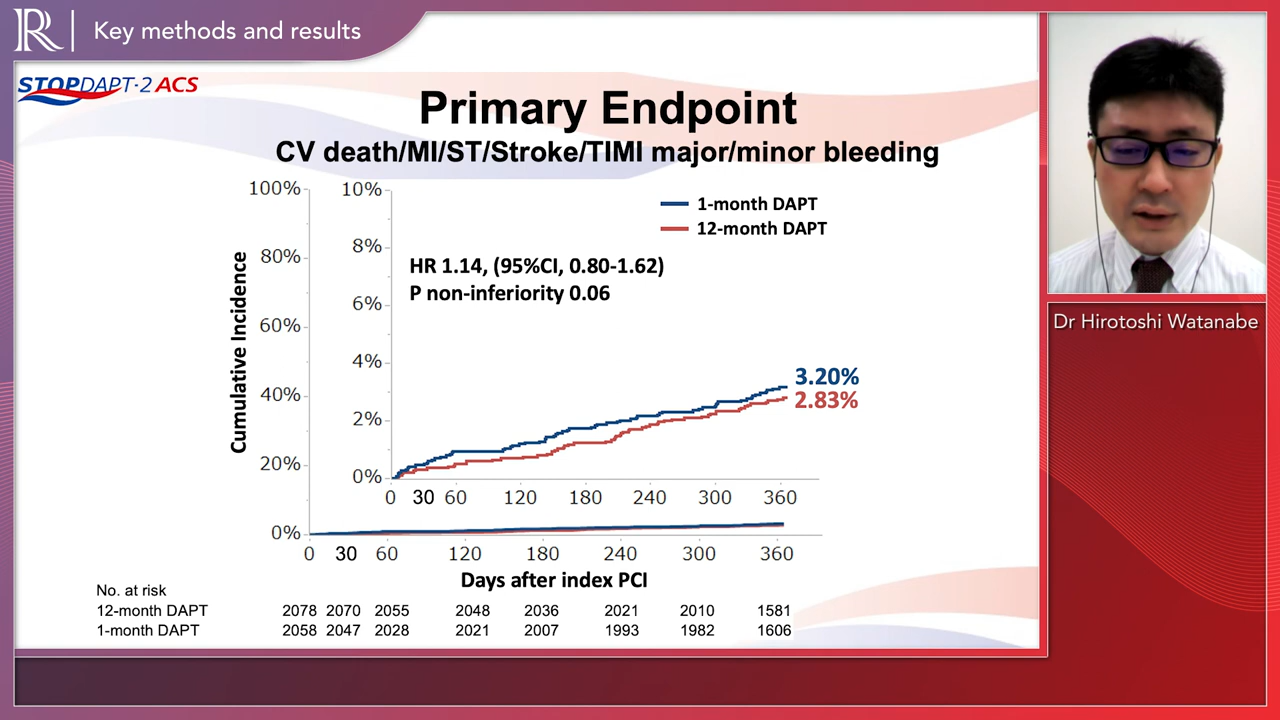 R | Key methods and results
STOPDAPT-2 ACS
Primary Endpoint
CV death/MI/ST/Stroke/TIMI major/minor bleeding
Cumulative Incidence
100%
80%
60%
40%
20%
0%
10%
8%
6%
4%
2%
0%
1-month DAPT
12-month DAPT
HR 1.14, (95%CI, 0.80-1.62)
P non-inferiority 0.06
3.20%
2.83%
0 30 60 120 180 240 300 360
0 30 60 120 180 240 300 360
Days after index PCI
No. at risk
12-month DAPT 2078 2070 2055 2048 2036 2021 2010 1581
1-month DAPT 2058 2047 2028 2021 2007 1993 1982 1606
Dr Hirotoshi Watanabe